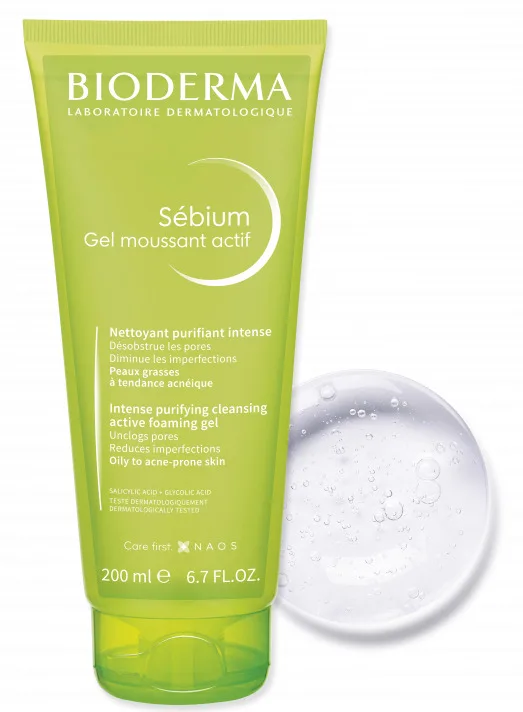 BIODERMA
LABORATOIRE DERMATOLOGIQUE
Sébium
Gel moussant actif
Nettoyant purifiant intense
Désobstrue les pores
Diminue les imperfections
Peaux grasses
à tendance acnéique
Intense purifying cleansing
active foaming gel
Unclogs pores
Reduces imperfections
Oily to acne-prone skin
SALICYLIC ACID + GLYCOLIC ACID
TESTÉ DERMATOLOGIQUEMENT
DERMATOLOGICALLY TESTED
Care first NAOS
200 ml ℮ 6.7 FL.OZ.